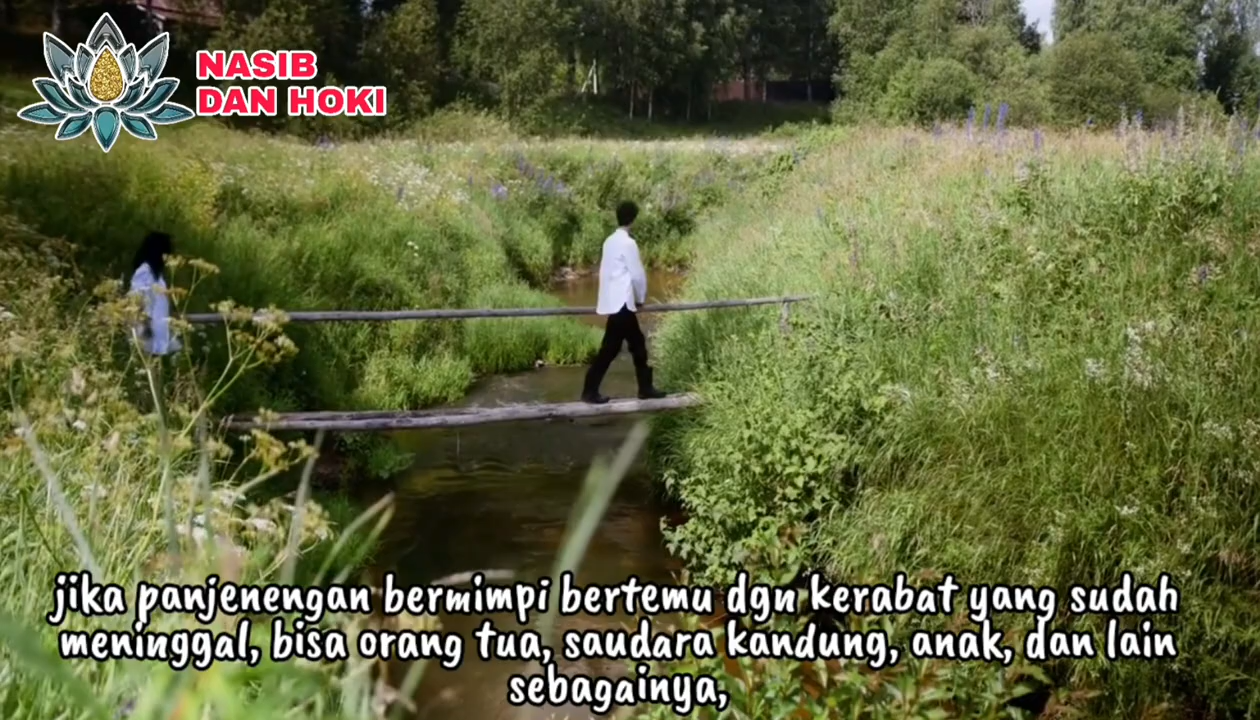 NASIB
DAN HOKI
jika panjenengan bermimpi bertemu dgn kerabat yang sudah
meninggal, bisa orang tua, saudara kandung, anak, dan lain
sebagainya,